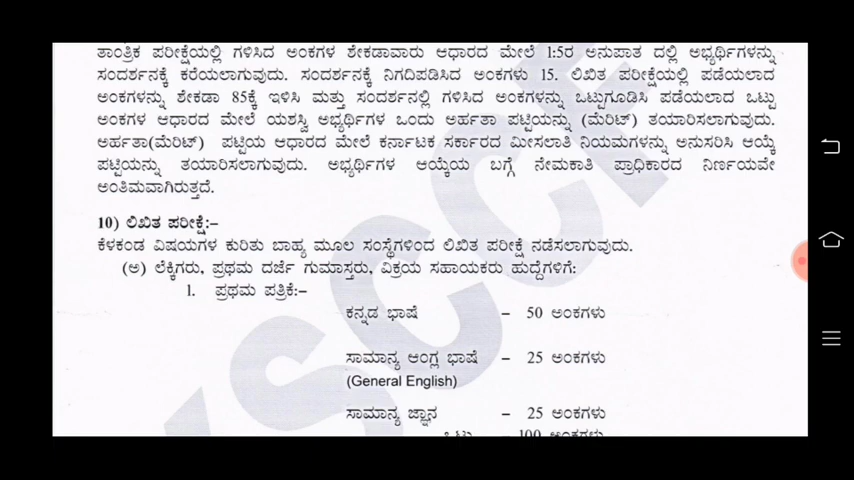 ತಾಂತ್ರಿಕ ಪರೀಕ್ಷೆಯಲ್ಲಿ ಗಳಿಸಿದ ಅಂಕಗಳ ಶೇಕಡಾವಾರು ಆಧಾರದ ಮೇಲೆ 1:5ರ ಅನುಪಾತ ದಲ್ಲಿ ಅಭ್ಯರ್ಥಿಗಳನ್ನು
ಸಂದರ್ಶನಕ್ಕೆ ಕರೆಯಲಾಗುವುದು. ಸಂದರ್ಶನಕ್ಕೆ ನಿಗದಿಪಡಿಸಿದ ಅಂಕಗಳು 15. ಲಿಖಿತ ಪರೀಕ್ಷೆಯಲ್ಲಿ ಪಡೆಯಲಾದ
ಅಂಕಗಳನ್ನು ಶೇಕಡಾ 85ಕ್ಕೆ ಇಳಿಸಿ ಮತ್ತು ಸಂದರ್ಶನಲ್ಲಿ ಗಳಿಸಿದ ಅಂಕಗಳನ್ನು ಒಟ್ಟುಗೂಡಿಸಿ ಪಡೆಯಲಾದ ಒಟ್ಟು
ಅಂಕಗಳ ಆಧಾರದ ಮೇಲೆ ಯಶಸ್ವಿ ಅಭ್ಯರ್ಥಿಗಳ ಒಂದು ಅರ್ಹತಾ ಪಟ್ಟಿಯನ್ನು (ಮೆರಿಟ್) ತಯಾರಿಸಲಾಗುವುದು.
ಅರ್ಹತಾ(ಮೆರಿಟ್) ಪಟ್ಟಿಯ ಆಧಾರದ ಮೇಲೆ ಕರ್ನಾಟಕ ಸರ್ಕಾರದ ಮೀಸಲಾತಿ ನಿಯಮಗಳನ್ನು ಅನುಸರಿಸಿ ಆಯ್ಕೆ
ಪಟ್ಟಿಯನ್ನು ತಯಾರಿಸಲಾಗುವುದು. ಅಭ್ಯರ್ಥಿಗಳ ಆಯ್ಕೆಯ ಬಗ್ಗೆ ನೇಮಕಾತಿ ಪ್ರಾಧಿಕಾರದ ನಿರ್ಣಯವೇ
ಅಂತಿಮವಾಗಿರುತ್ತದೆ.
10) ಲಿಖಿತ ಪರೀಕ್ಷೆ:-
ಕೆಳಕಂಡ ವಿಷಯಗಳ ಕುರಿತು ಬಾಹ್ಯ ಮೂಲ ಸಂಸ್ಥೆಗಳಿಂದ ಲಿಖಿತ ಪರೀಕ್ಷೆ ನಡೆಸಲಾಗುವುದು.
(ಅ) ಲೆಕ್ಕಿಗರು, ಪ್ರಥಮ ದರ್ಜೆ ಗುಮಾಸ್ತರು, ವಿಕ್ರಯ ಸಹಾಯಕರು ಹುದ್ದೆಗಳಿಗೆ:
1. ಪ್ರಥಮ ಪತ್ರಿಕೆ:-
ಕನ್ನಡ ಭಾಷೆ - 50 ಅಂಕಗಳು
ಸಾಮಾನ್ಯ ಆಂಗ್ಲ ಭಾಷೆ - 25 ಅಂಕಗಳು
(General English)
ಸಾಮಾನ್ಯ ಜ್ಞಾನ - 25 ಅಂಕಗಳು
ಒಟ್ಟು - 100 ಅಂಕಗಳು